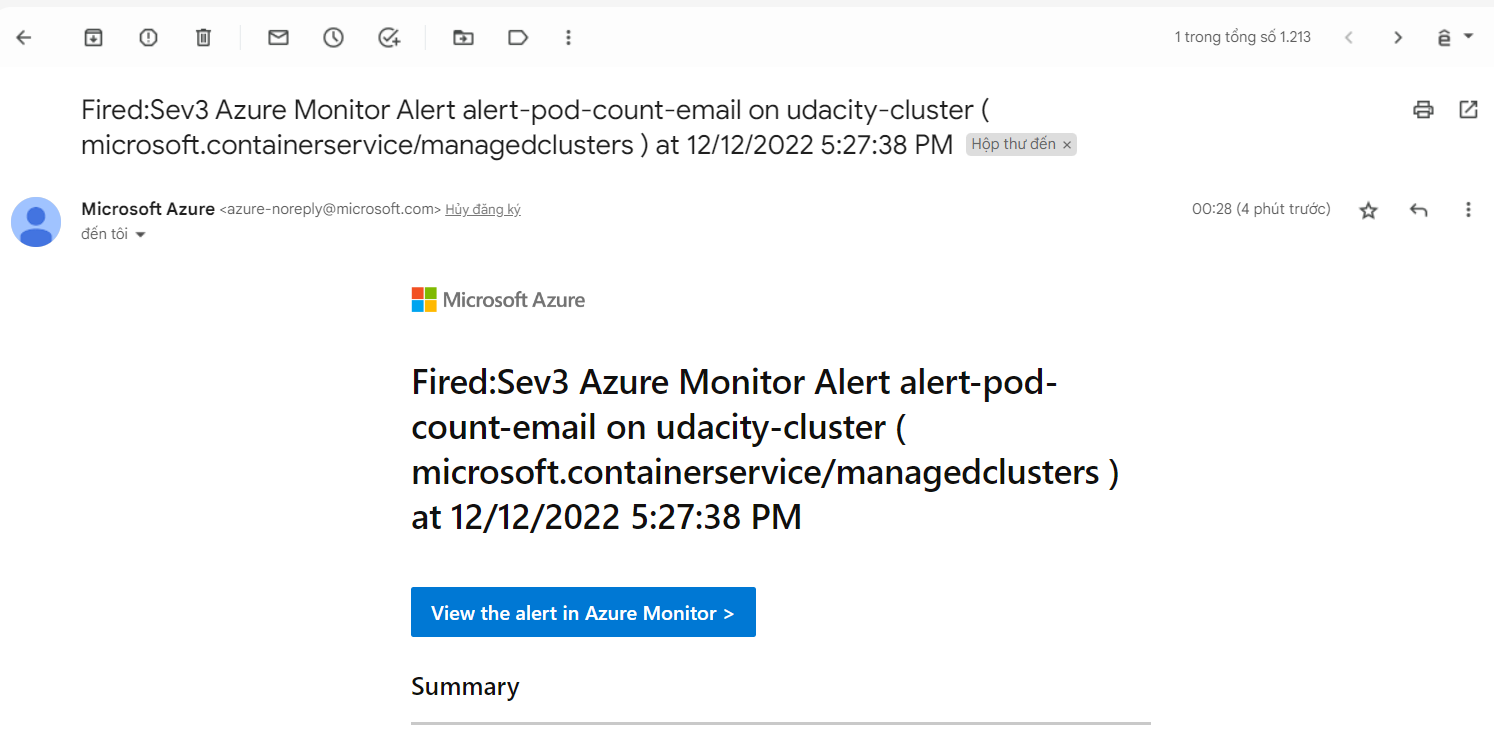 1 trong tổng số 1.213
Fired:Sev3 Azure Monitor Alert alert-pod-count-email on udacity-cluster (
microsoft.containerservice/managedclusters ) at 12/12/2022 5:27:38 PM Hộp thư đến ×
Microsoft Azure <azure-noreply@microsoft.com> Hủy đăng ký
00:28 (4 phút trước)
đến tôi
Microsoft Azure
Fired:Sev3 Azure Monitor Alert alert-pod-
count-email on udacity-cluster (
microsoft.containerservice/managedclusters )
at 12/12/2022 5:27:38 PM
View the alert in Azure Monitor >
Summary